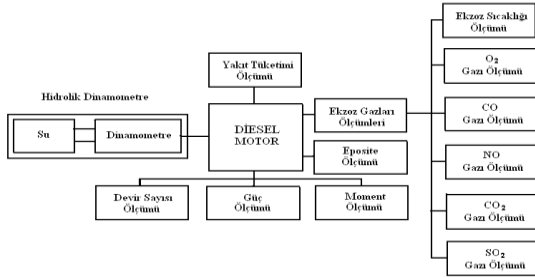 Ekzoz Sıcaklığı
Ölçümü
O2
Gazı Ölçümü
Yakıt Tüketimi
Ölçümü
Hidrolik Dinamometre
Su
Dinamometre
DİESEL
MOTOR
Ekzoz Gazları
Ölçümleri
CO
Gazı Ölçümü
Eposite
Ölçümü
NO
Gazı Ölçümü
Devir Sayısı
Ölçümü
Güç
Ölçümü
Moment
Ölçümü
CO2
Gazı Ölçümü
SO2
Gazı Ölçümü